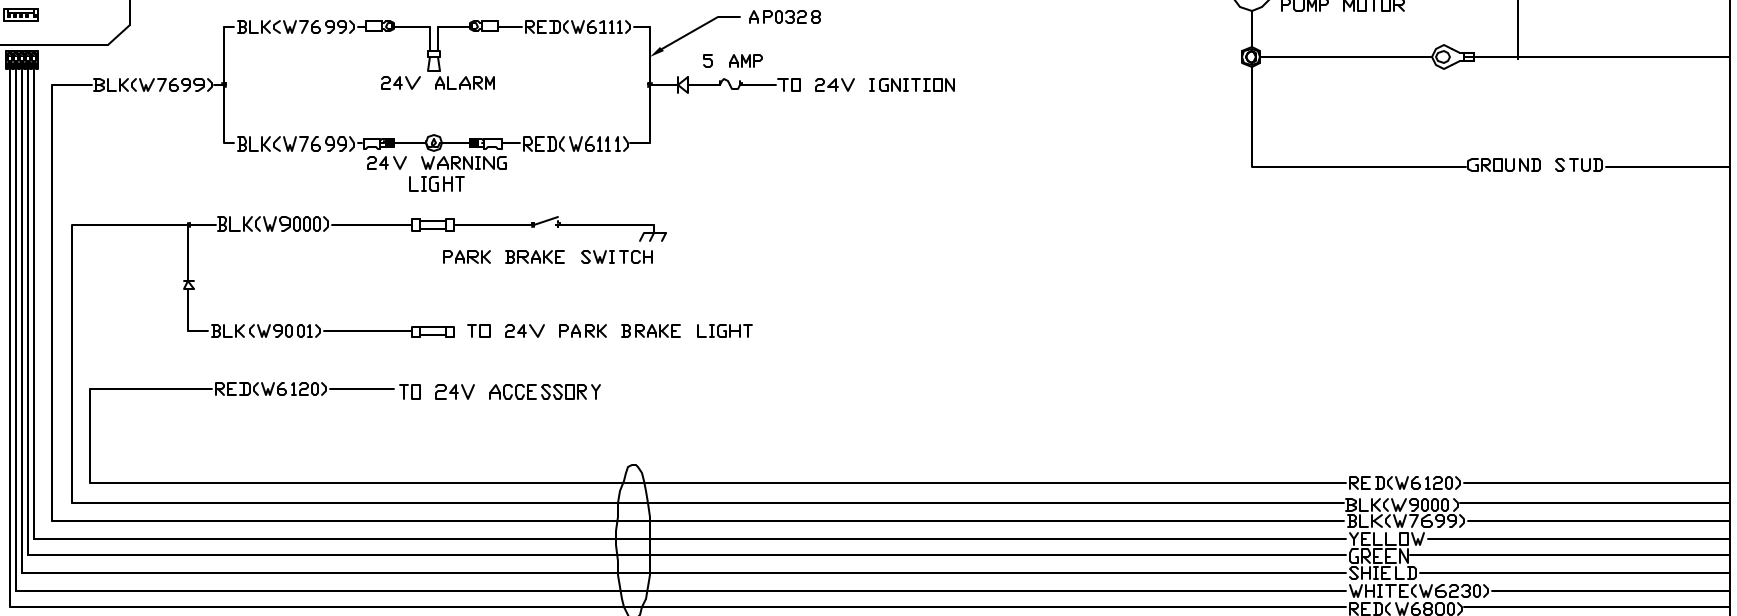 PUMP MOTOR
BLK(W7699)
RED(W6111)
AP0328
5 AMP
24V ALARM
BLK(W7699)
TO 24V IGNITION
BLK(W7699)
RED(W6111)
24V WARNING
LIGHT
GROUND STUD
BLK(W9000)
PARK BRAKE SWITCH
BLK(W9001)
TO 24V PARK BRAKE LIGHT
RED(W6120)
TO 24V ACCESSORY
RED(W6120)
BLK(W9000)
BLK(W7699)
YELLOW
GREEN
SHIELD
WHITE(W6230)
RED(W6800)